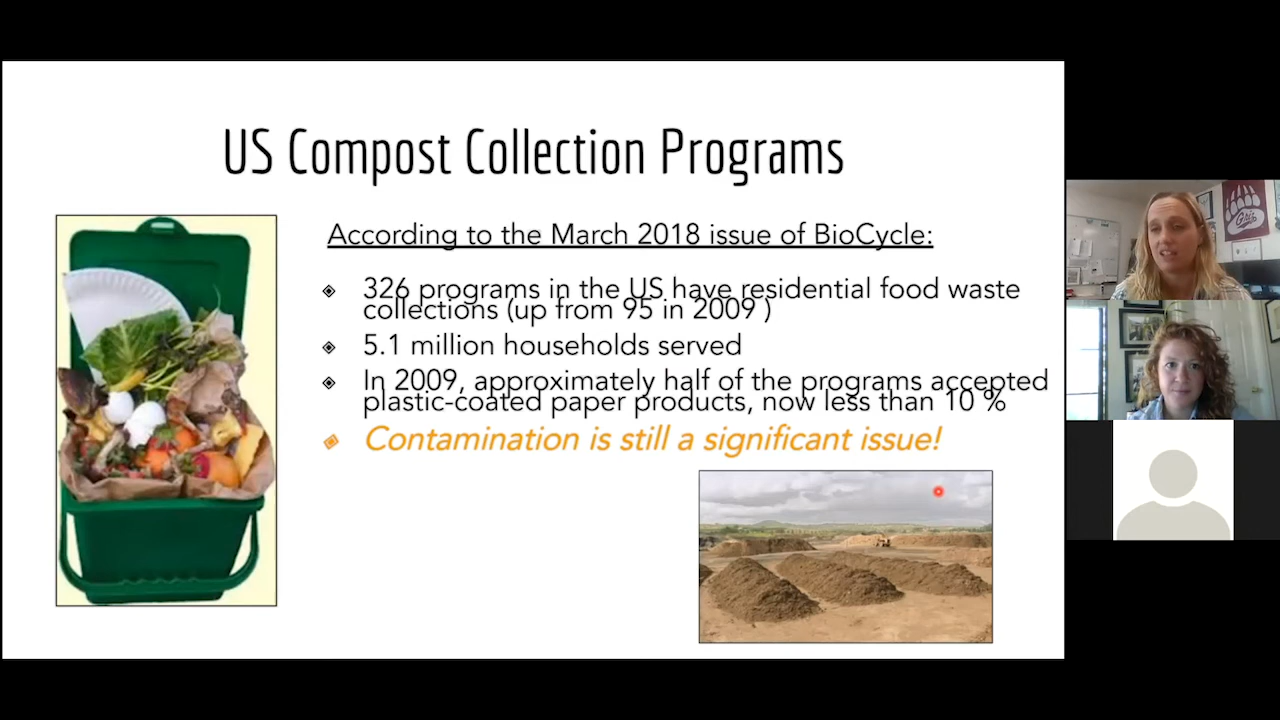 US Compost Collection Programs
According to the March 2018 issue of BioCycle:
326 programs in the US have residential food waste
collections (up from 95 in 2009 )
5.1 million households served
In 2009, approximately half of the programs accepted
plastic-coated paper products, now less than 10 %
Contamination is still a significant issue!
Griz